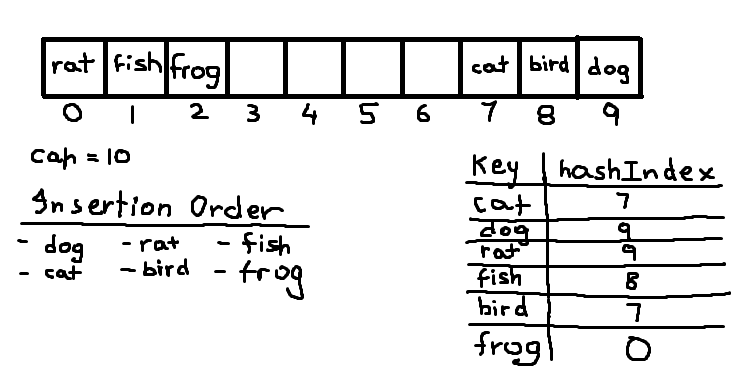 rat fish frog cat bird dog
0 1 2 3 4 5 6 7 8 9
cap = 10
Insertion Order
- dog - rat - fish
- cat - bird - frog
Key hashIndex
cat 7
dog 9
rat 9
fish 8
bird 7
frog 0